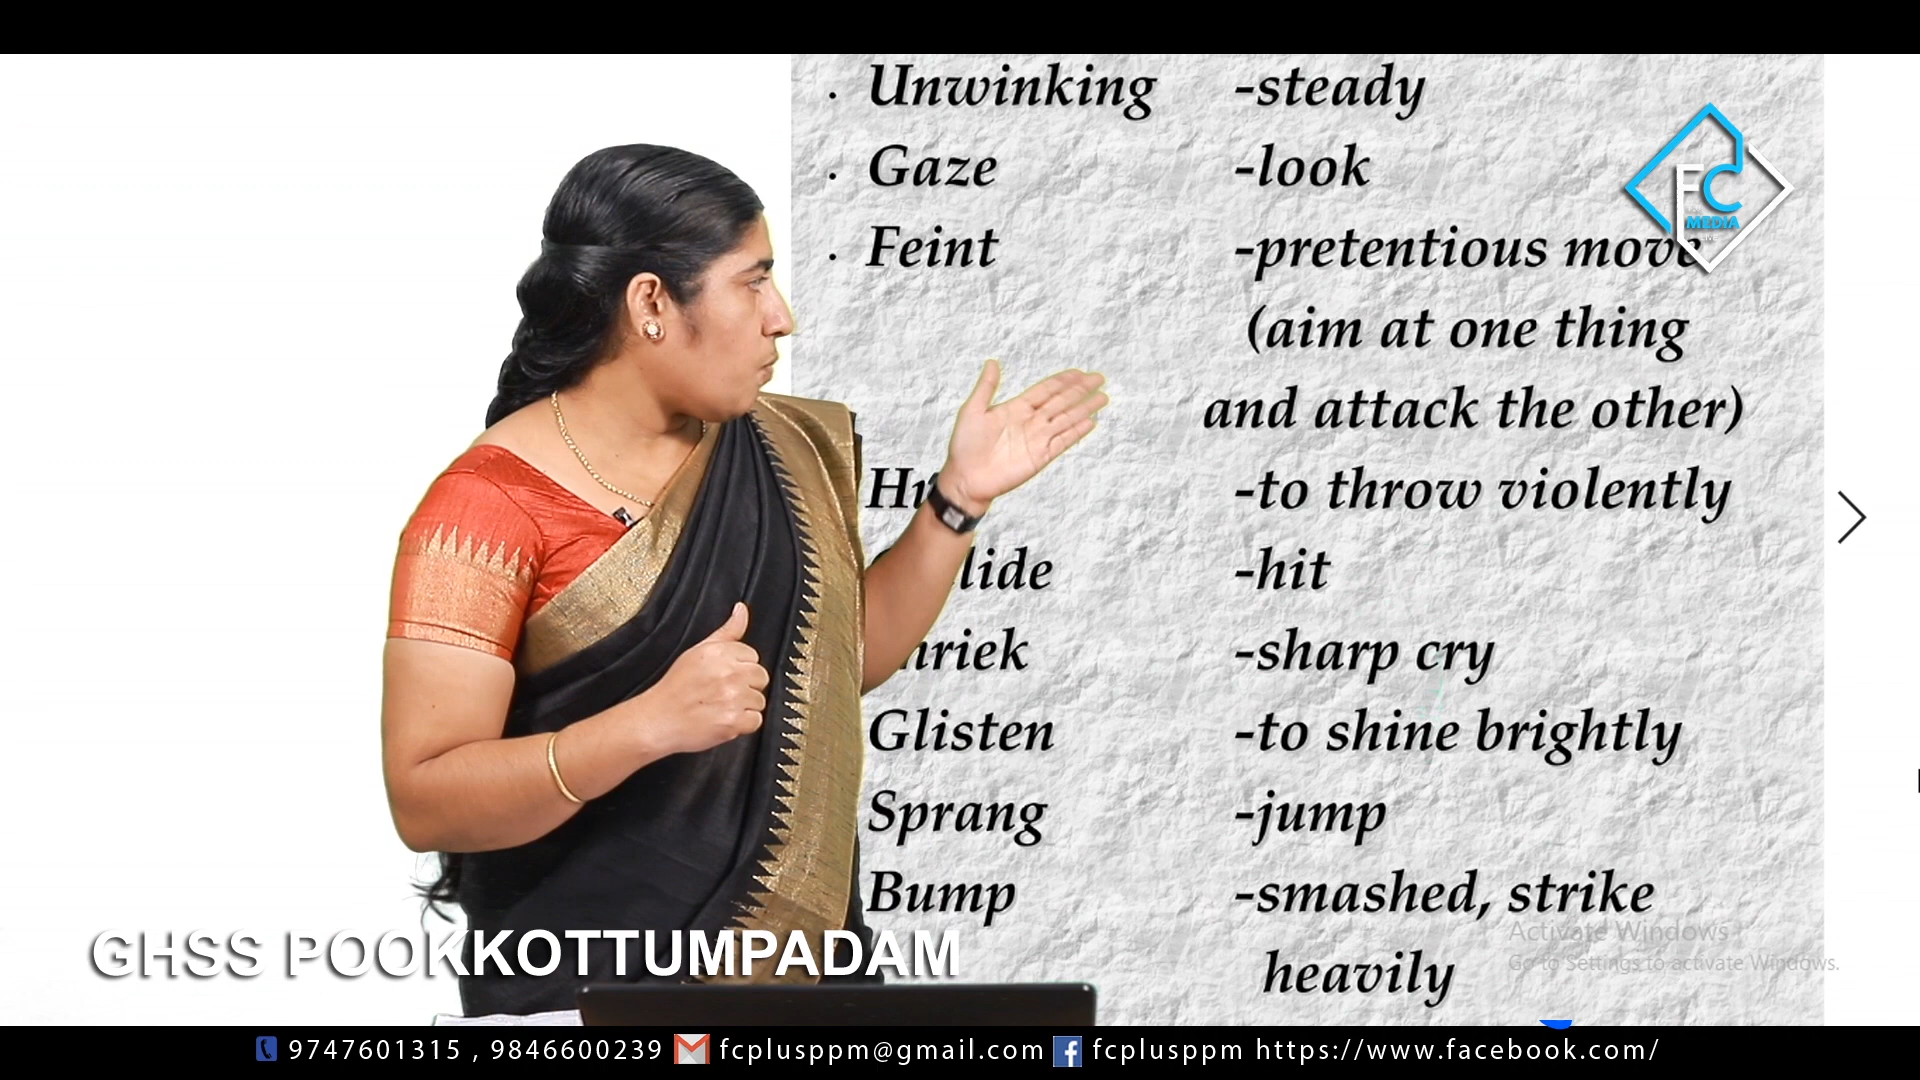 · Unwinking -steady
· Gaze -look
· Feint -pretentious move
(aim at one thing
and attack the other)
-to throw violently
-hit
-sharp cry
Glisten -to shine brightly
Sprang -jump
Bump -smashed, strike
heavily
FC
MEDIA
Activate Windows
Go to Settings to activate Windows.
GHSS POOKKOTTUMPADAM
9747601315 , 9846600239 fcplusppm@gmail.com fcplusppm https://www.facebook.com/